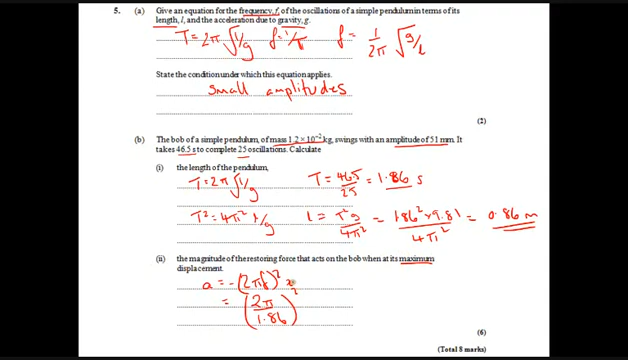 5. (a) Give an equation for the frequency, f, of the oscillations of a simple pendulum in terms of its
length, l, and the acceleration due to gravity, g.
T = 2π √l/g f = 1/T f = 1/2π √g/l
State the condition under which this equation applies.
small amplitudes
(2)
(b) The bob of a simple pendulum, of mass 1.2 × 10⁻² kg, swings with an amplitude of 51 mm. It
takes 46.5 s to complete 25 oscillations. Calculate
(i) the length of the pendulum,
T = 2π √l/g T = 46.5/25 = 1.86 s
T² = 4π² l/g l = T²g/4π² = 1.86² × 9.81/4π² = 0.86 m
(ii) the magnitude of the restoring force that acts on the bob when at its maximum
displacement.
a = -(2πf)² x
= (2π/1.86)²
(6)
(Total 8 marks)